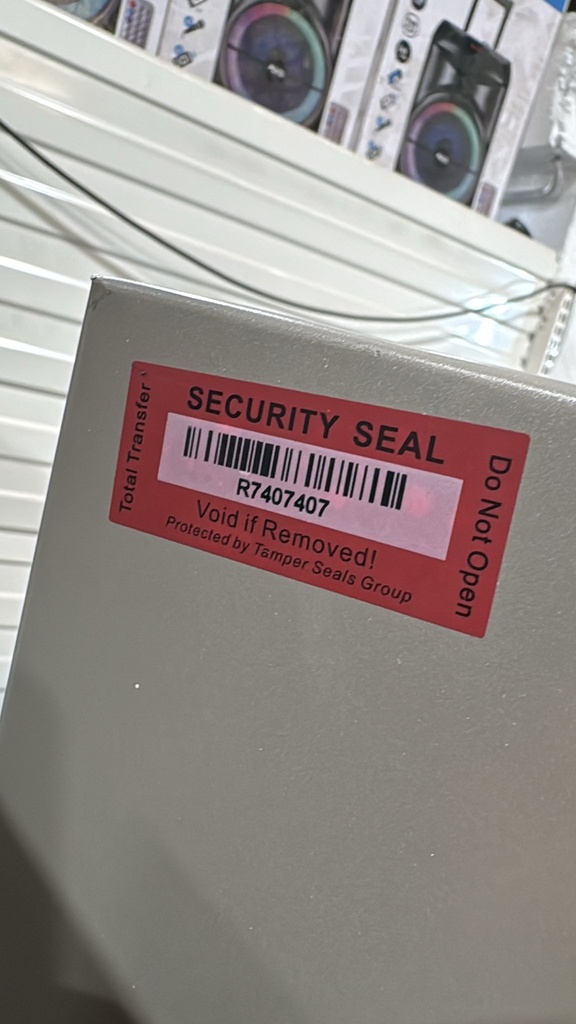 SECURITY SEAL
Total Transfer
R7407407
Do Not Open
Void if Removed!
Protected by Tamper Seals Group